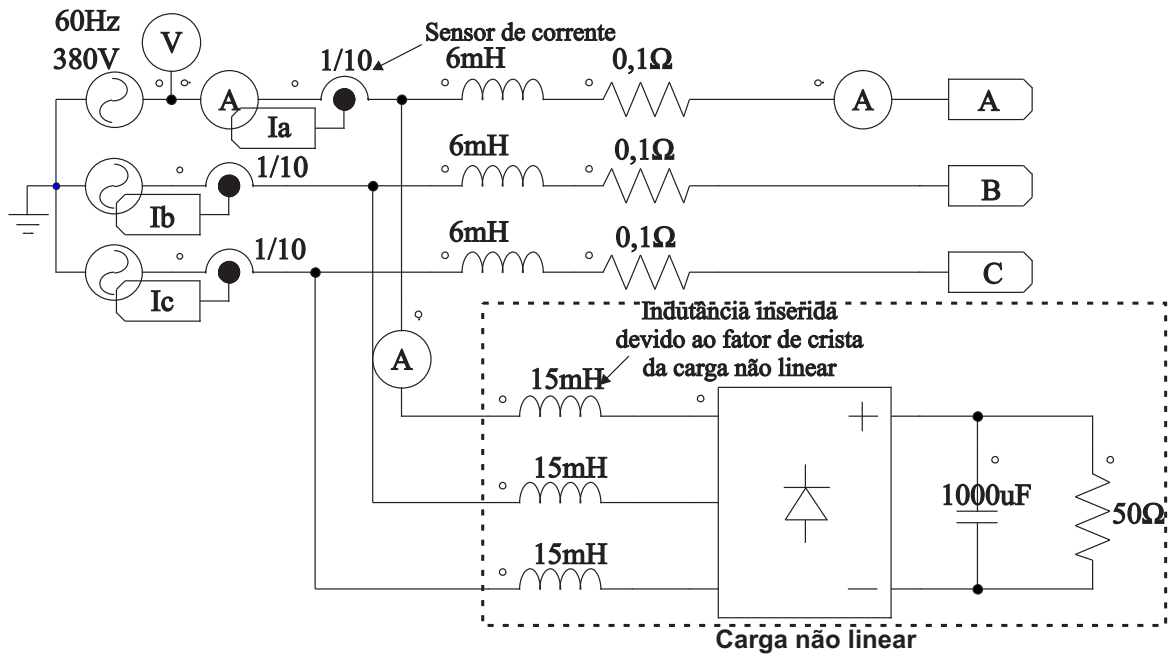 60Hz
380V
V
A
1/10
Sensor de corrente
6mH
0,1Ω
A
A
Ia
1/10
6mH
0,1Ω
B
Ib
1/10
6mH
0,1Ω
C
Ic
A
Indutância inserida
devido ao fator de crista
da carga não linear
15mH
15mH
15mH
+
−
1000uF
50Ω
Carga não linear